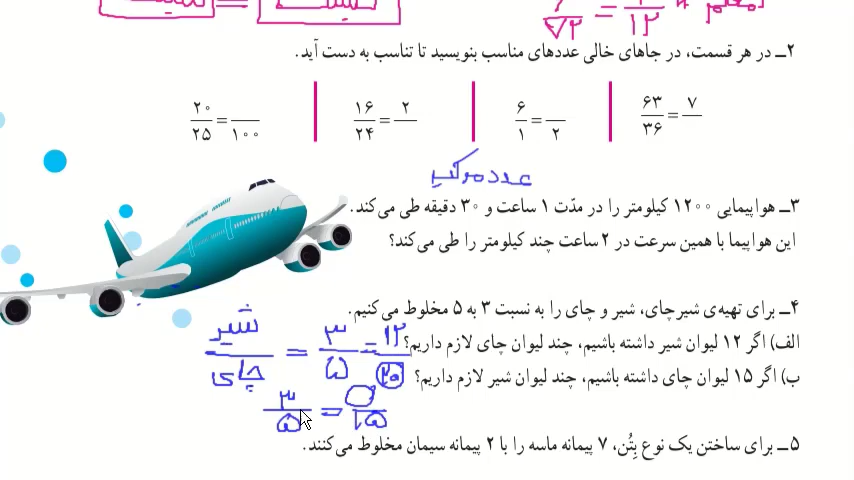 ۲ـ در هر قسمت، در جاهای خالی عددهای مناسب بنویسید تا تناسب به دست آید.
۶۳/۳۶ = ۷/  ۶/۱ = /۲  ۱۶/۲۴ = ۲/  ۲۰/۲۵ = /۱۰۰
عدد مرکب
۳ـ هواپیمایی ۱۲۰۰ کیلومتر را در مدّت ۱ ساعت و ۳۰ دقیقه طی می‌کند.
این هواپیما با همین سرعت در ۲ ساعت چند کیلومتر را طی می‌کند؟
۴ـ برای تهیه‌ی شیرچای، شیر و چای را به نسبت ۳ به ۵ مخلوط می‌کنیم.
الف) اگر ۱۲ لیوان شیر داشته باشیم، چند لیوان چای لازم داریم؟
شیر/چای = ۳/۵ = ۱۲/۲۰
ب) اگر ۱۵ لیوان چای داشته باشیم، چند لیوان شیر لازم داریم؟
۳/۵ = /۱۵
۵ـ برای ساختن یک نوع بِتُن، ۷ پیمانه ماسه را با ۲ پیمانه سیمان مخلوط می‌کنند.